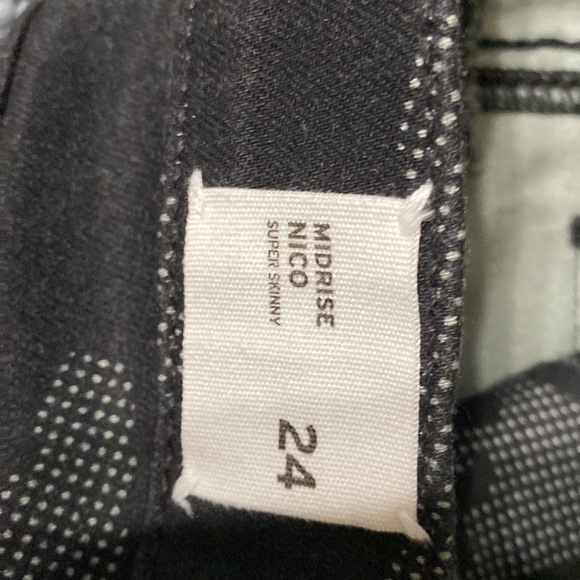 MIDRISE
NICO
SUPER SKINNY
24